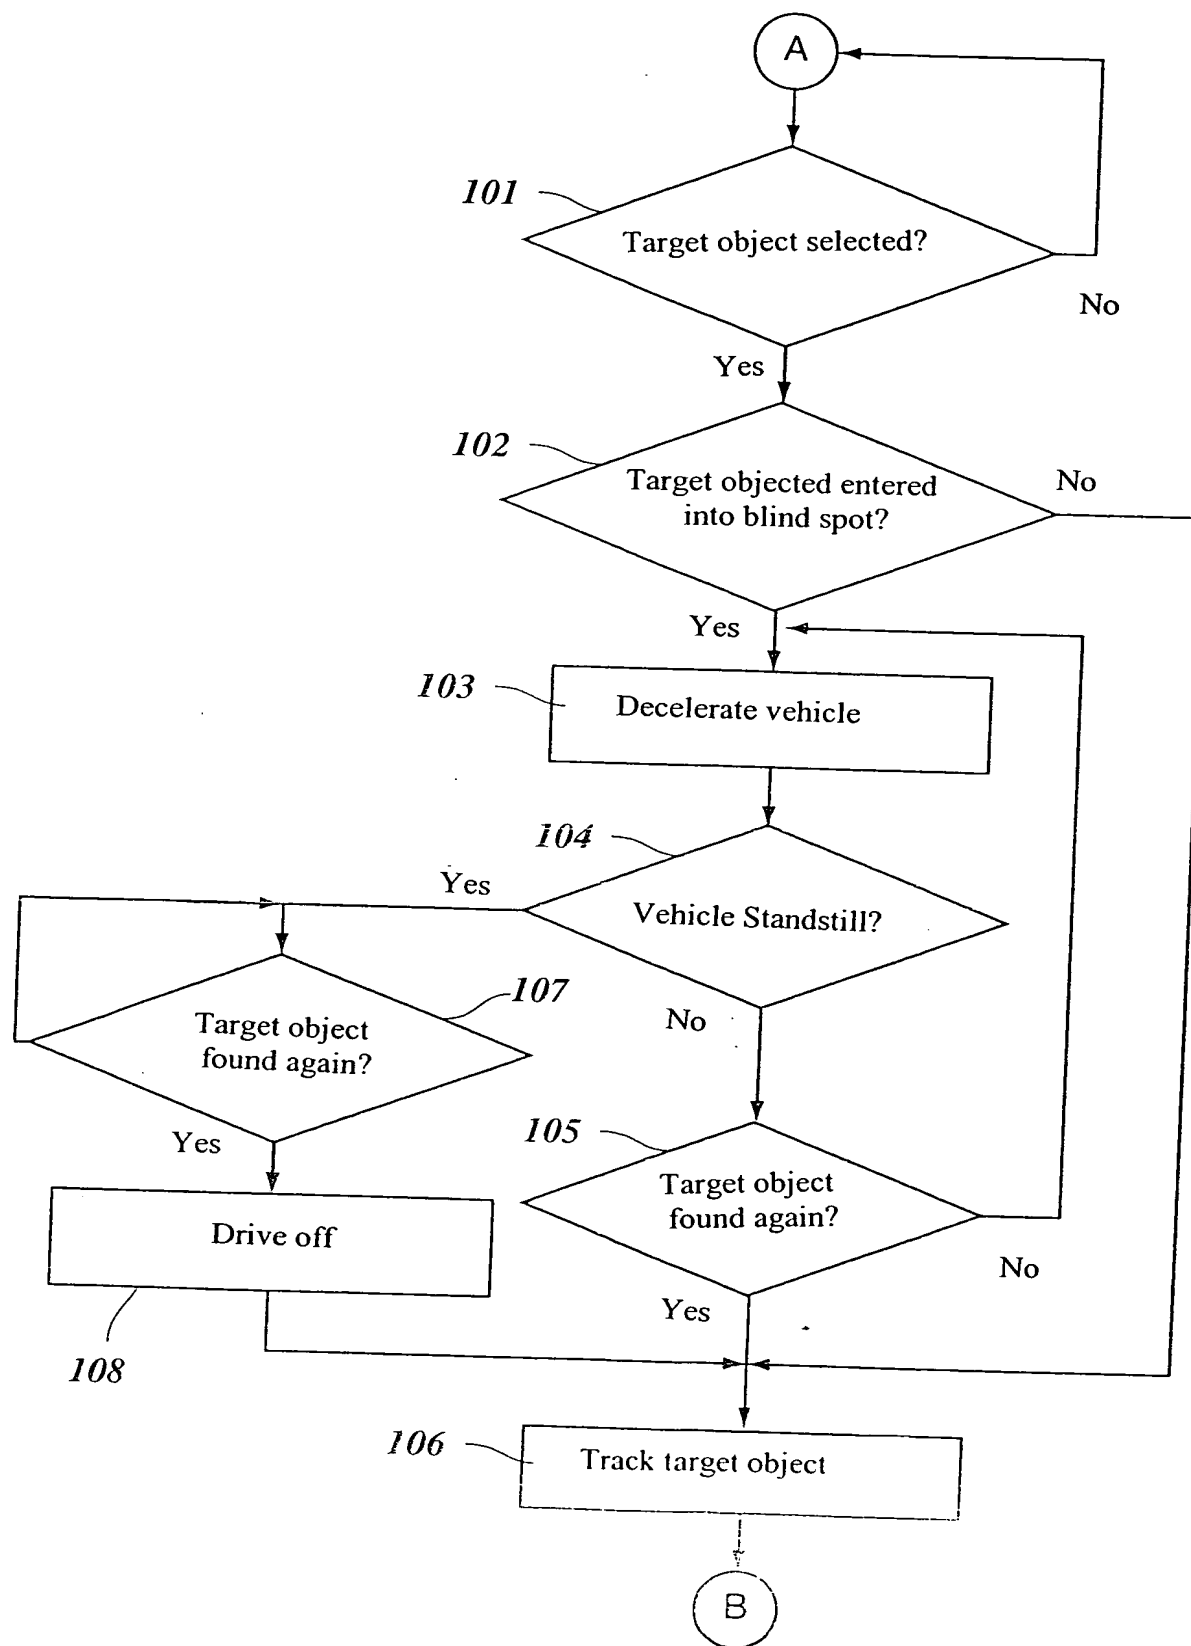 A
101
Target object selected?
No
Yes
102
Target objected entered
into blind spot?
No
Yes
103
Decelerate vehicle
104
Yes
Vehicle Standstill?
107
No
Target object
found again?
Yes
105
Target object
found again?
Drive off
No
Yes
108
106
Track target object
B